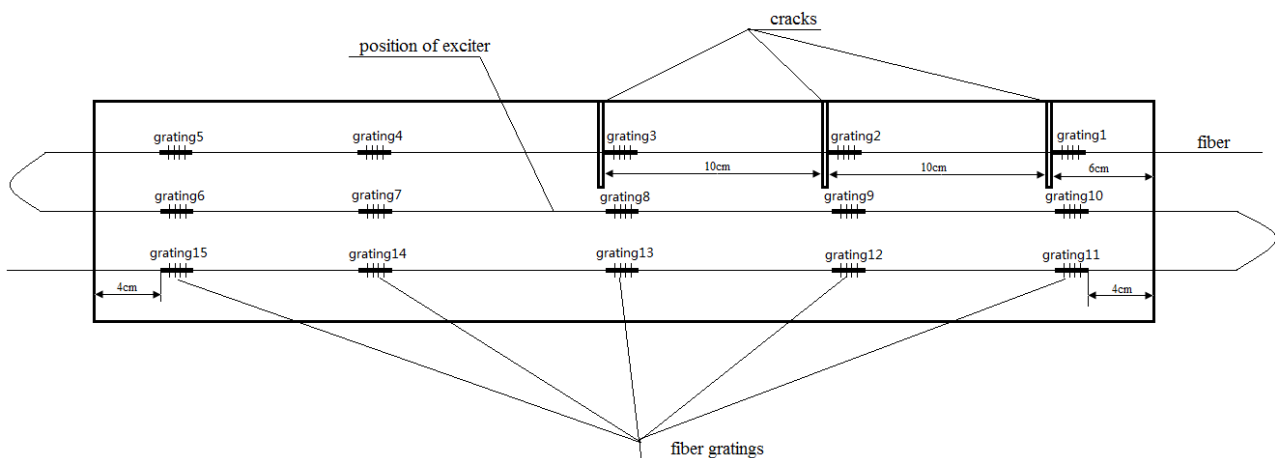 cracks
position of exciter
grating5
grating4
grating3
grating2
grating1
fiber
10cm
10cm
6cm
grating6
grating7
grating8
grating9
grating10
grating15
grating14
grating13
grating12
grating11
4cm
4cm
fiber gratings